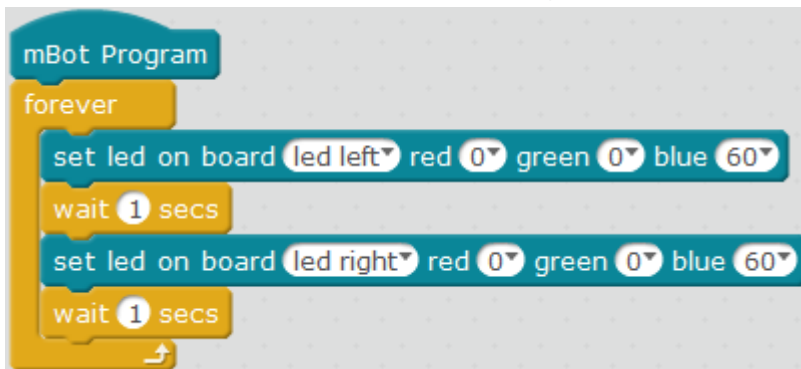 mBot Program
forever
set led on board led left red 0 green 0 blue 60
wait 1 secs
set led on board led right red 0 green 0 blue 60
wait 1 secs